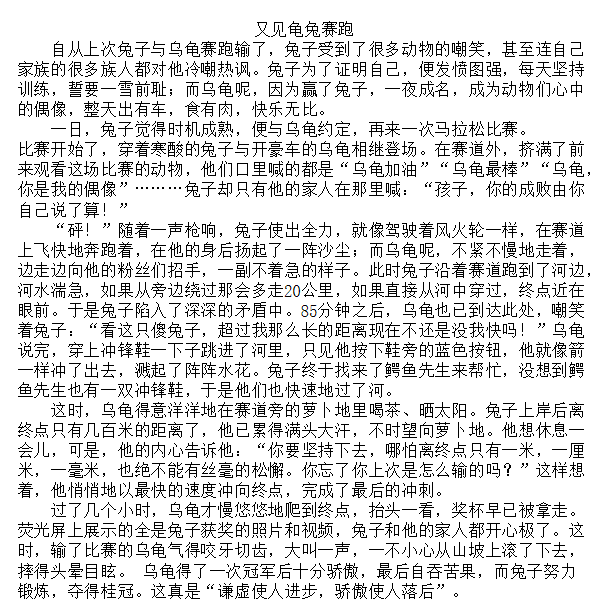 又见龟兔赛跑
自从上次兔子与乌龟赛跑输了，兔子受到了很多动物的嘲笑，甚至连自己
家族的很多族人都对他冷嘲热讽。兔子为了证明自己，便发愤图强，每天坚持
训练，誓要一雪前耻；而乌龟呢，因为赢了兔子，一夜成名，成为动物们心中
的偶像，整天出有车，食有肉，快乐无比。
一日，兔子觉得时机成熟，便与乌龟约定，再来一次马拉松比赛。
比赛开始了，穿着寒酸的兔子与开豪车的乌龟相继登场。在赛道外，挤满了前
来观看这场比赛的动物，他们口里喊的都是“乌龟加油”“乌龟最棒”“乌龟，
你是我的偶像”………兔子却只有他的家人在那里喊：“孩子，你的成败由你
自己说了算！”
“砰！”随着一声枪响，兔子使出全力，就像驾驶着风火轮一样，在赛道
上飞快地奔跑着，在他的身后扬起了一阵沙尘；而乌龟呢，不紧不慢地走着，
边走边向他的粉丝们招手，一副不着急的样子。此时兔子沿着赛道跑到了河边，
河水湍急，如果从旁边绕过那会多走20公里，如果直接从河中穿过，终点近在
眼前。于是兔子陷入了深深的矛盾中。85分钟之后，乌龟也已到达此处，嘲笑
着兔子：“看这只傻兔子，超过我那么长的距离现在不还是没我快吗！”乌龟
说完，穿上冲锋鞋一下子跳进了河里，只见他按下鞋旁的蓝色按钮，他就像箭
一样冲了出去，溅起了阵阵水花。兔子终于找来了鳄鱼先生来帮忙，没想到鳄
鱼先生也有一双冲锋鞋，于是他们也快速地过了河。
这时，乌龟得意洋洋地在赛道旁的萝卜地里喝茶、晒太阳。兔子上岸后离
终点只有几百米的距离了，他已累得满头大汗，不时望向萝卜地。他想休息一
会儿，可是，他的内心告诉他：“你要坚持下去，哪怕离终点只有一米，一厘
米，一毫米，也绝不能有丝毫的松懈。你忘了你上次是怎么输的吗？”这样想
着，他悄悄地以最快的速度冲向终点，完成了最后的冲刺。
过了几个小时，乌龟才慢悠悠地爬到终点，抬头一看，奖杯早已被拿走。
荧光屏上展示的全是兔子获奖的照片和视频，兔子和他的家人都开心极了。这
时，输了比赛的乌龟气得咬牙切齿，大叫一声，一不小心从山坡上滚了下去，
摔得头晕目眩。 乌龟得了一次冠军后十分骄傲，最后自吞苦果，而兔子努力
锻炼，夺得桂冠。这真是“谦虚使人进步，骄傲使人落后”。